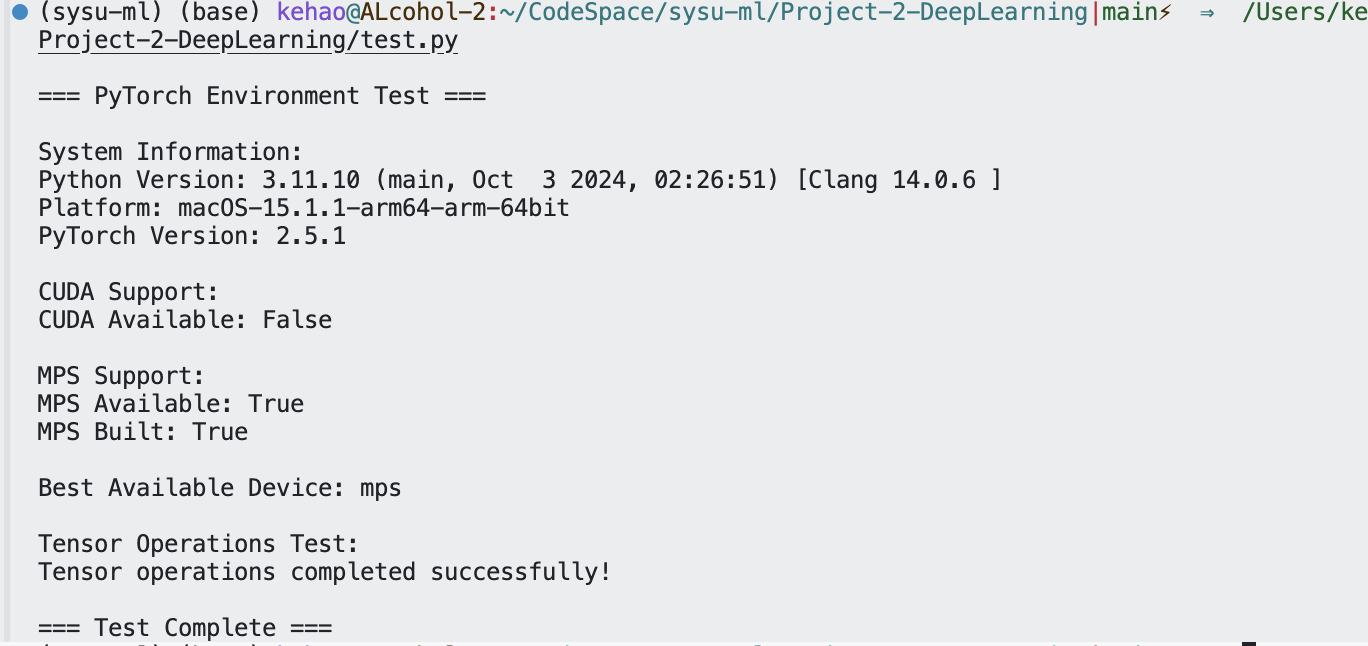 (sysu-ml) (base) kehao@ALcohol-2:~/CodeSpace/sysu-ml/Project-2-DeepLearning|main⚡ ⇒ /Users/ke
Project-2-DeepLearning/test.py
=== PyTorch Environment Test ===
System Information:
Python Version: 3.11.10 (main, Oct  3 2024, 02:26:51) [Clang 14.0.6 ]
Platform: macOS-15.1.1-arm64-arm-64bit
PyTorch Version: 2.5.1
CUDA Support:
CUDA Available: False
MPS Support:
MPS Available: True
MPS Built: True
Best Available Device: mps
Tensor Operations Test:
Tensor operations completed successfully!
=== Test Complete ===